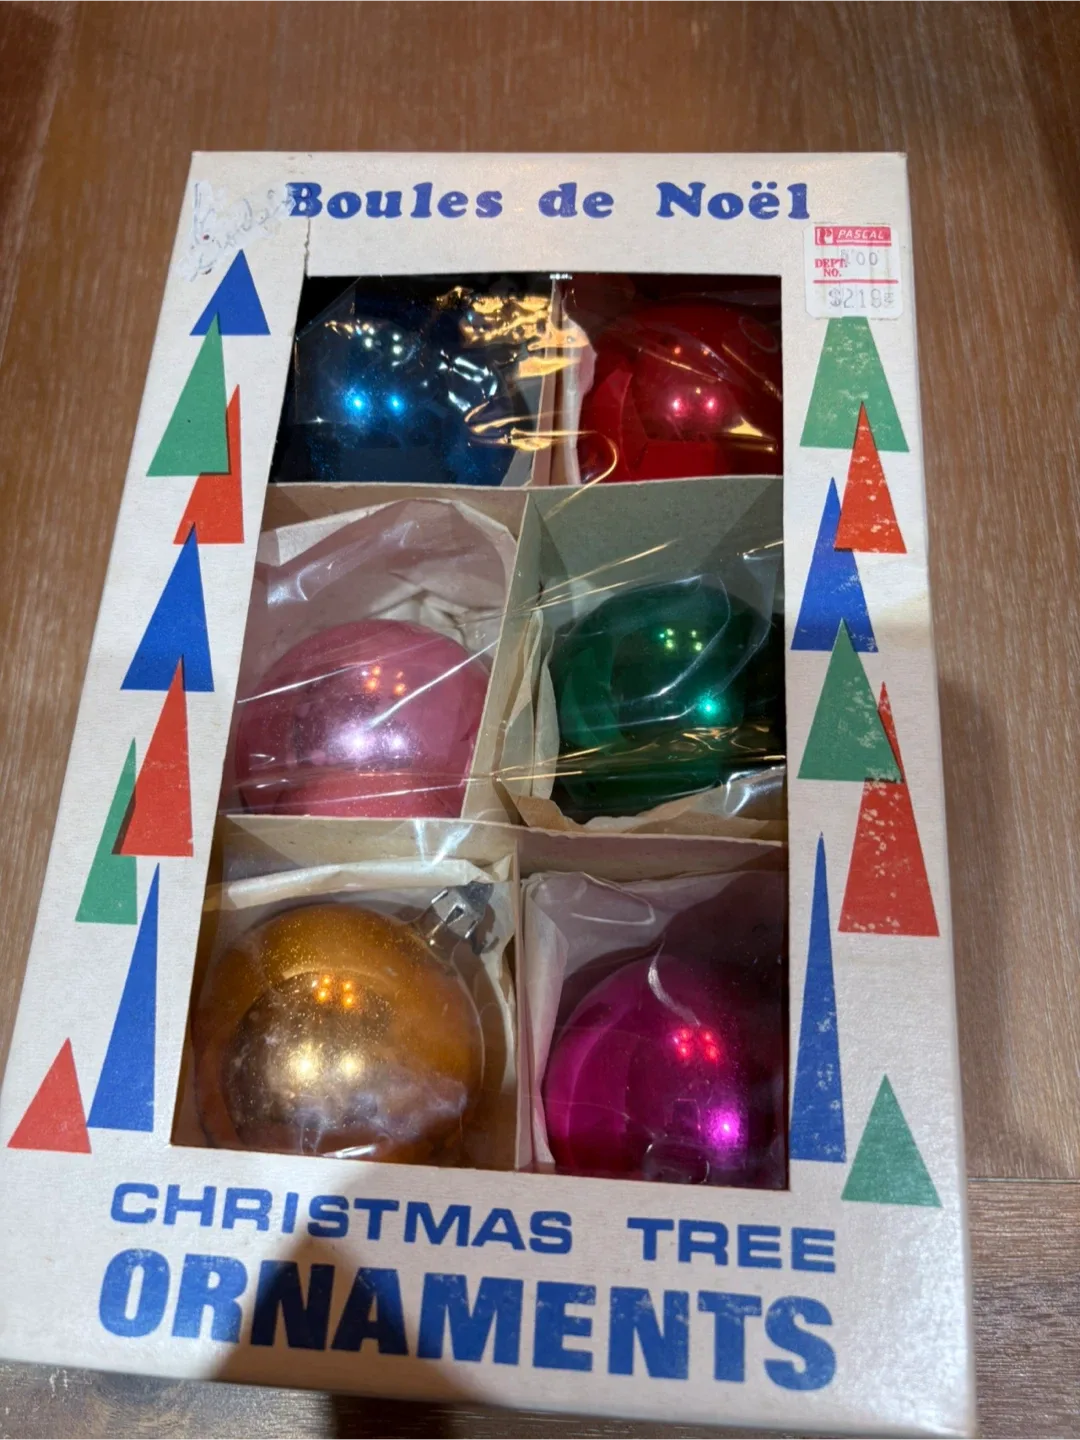 Boules de Noël
PASCAL
DEPT.
NO.
CHRISTMAS TREE
ORNAMENTS